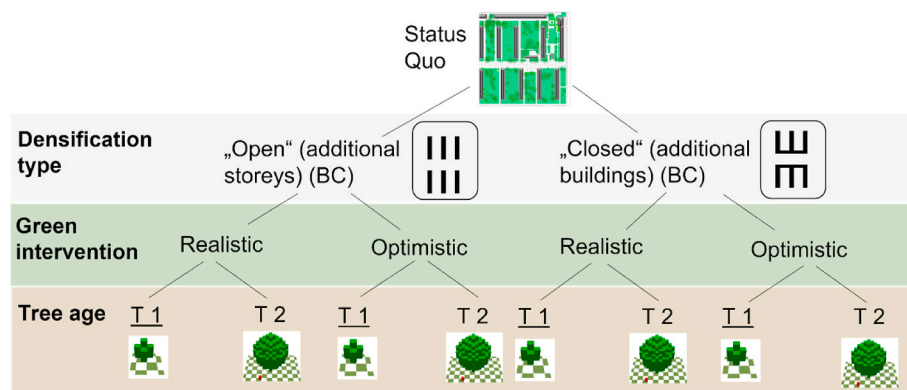 Status
Quo
Densification
type
„Open“ (additional
storeys) (BC)
„Closed“ (additional
buildings) (BC)
Green
intervention
Realistic
Optimistic
Realistic
Optimistic
Tree age
T 1
T 2
T 1
T 2
T 1
T 2
T 1
T 2